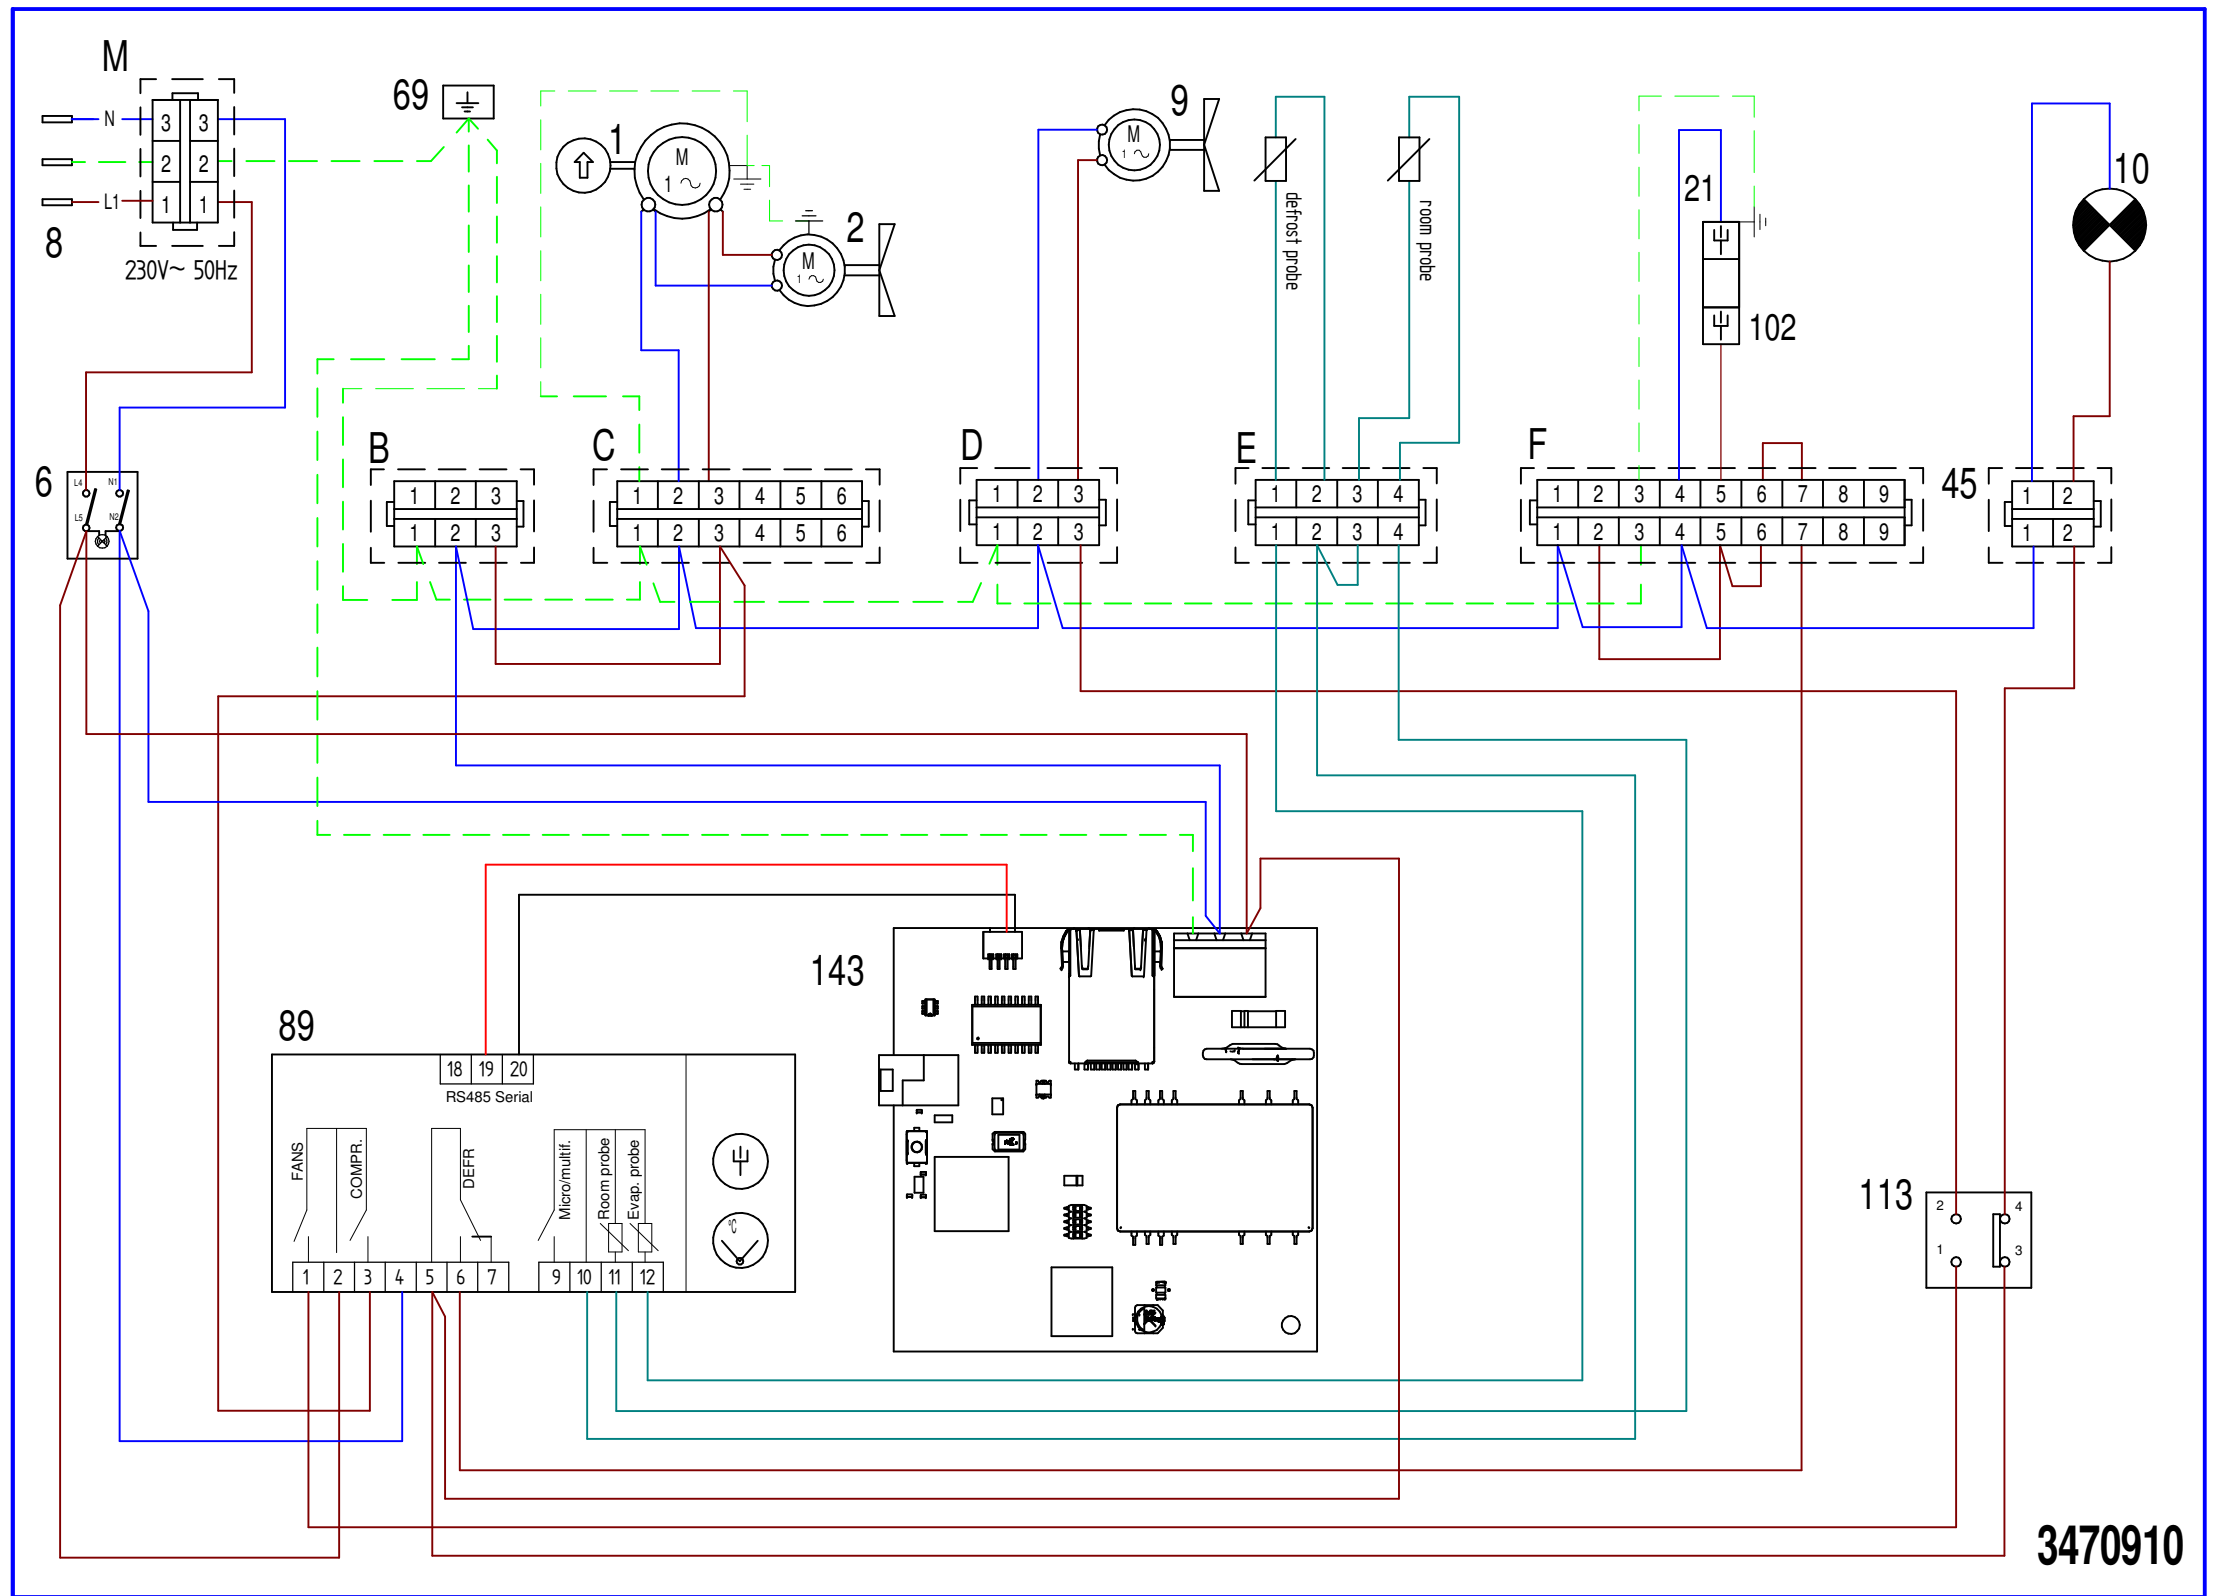 M
69
1
2
9
10
N
3 3
2 2
L1
1 1
8
230V~ 50Hz
M
1 ~
M
1 ~
M
1 ~
defrost probe
room probe
21
102
6
L4 N1
L5 N2
B
1 2 3
1 2 3
C
1 2 3 4 5 6
1 2 3 4 5 6
D
1 2 3
1 2 3
E
1 2 3 4
1 2 3 4
F
1 2 3 4 5 6 7 8 9
1 2 3 4 5 6 7 8 9
45
1 2
1 2
143
89
18 19 20
RS485 Serial
FANS
COMPR.
DEFR
Micro/multif.
Room probe
Evap. probe
°C
1 2 3 4 5 6 7
9 10 11 12
113
2 4
1 3
3470910